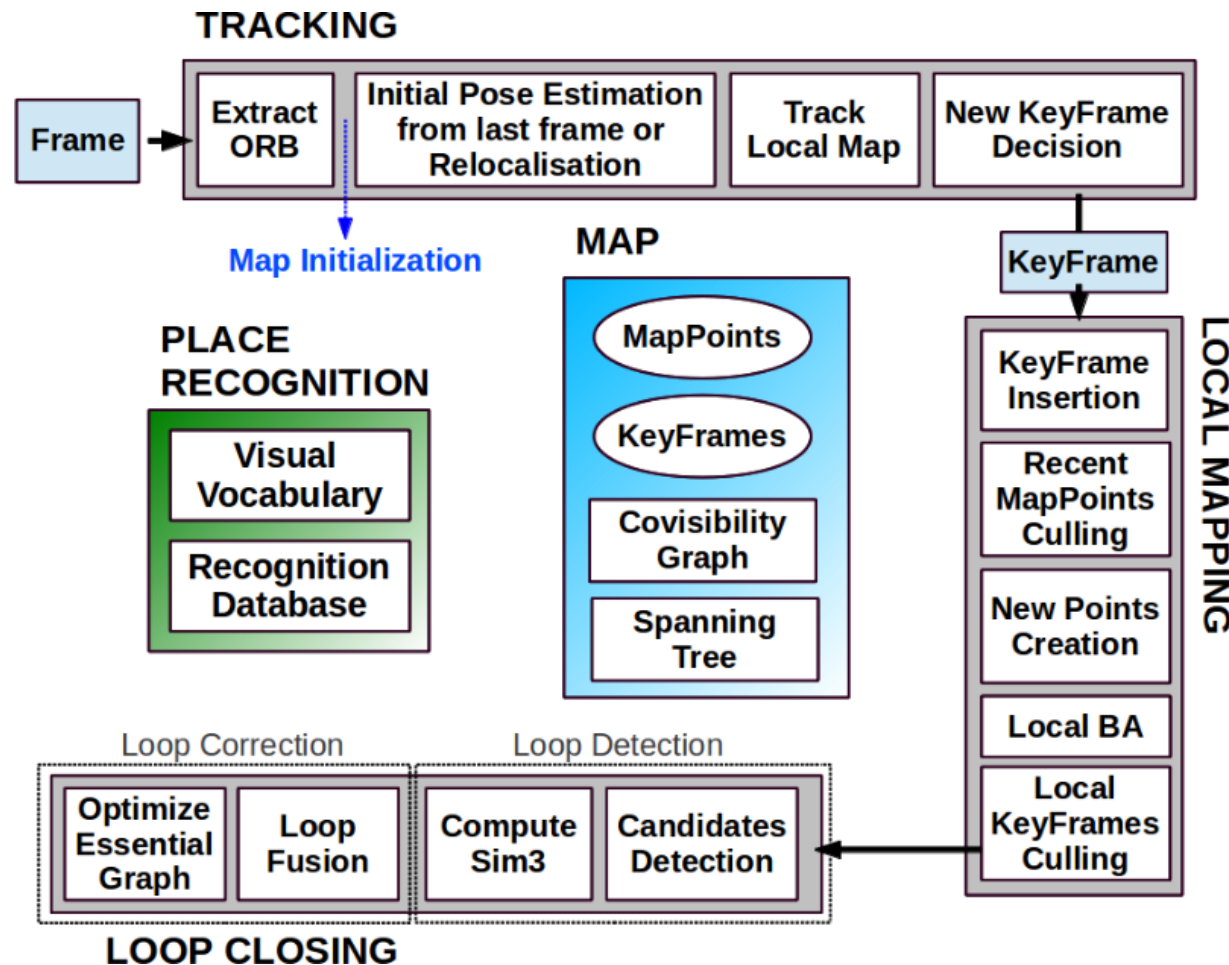 TRACKING
Frame
Extract
ORB
Initial Pose Estimation
from last frame or
Relocalisation
Track
Local Map
New KeyFrame
Decision
Map Initialization
MAP
KeyFrame
PLACE
RECOGNITION
Visual
Vocabulary
Recognition
Database
MapPoints
KeyFrames
Covisibility
Graph
Spanning
Tree
LOCAL MAPPING
KeyFrame
Insertion
Recent
MapPoints
Culling
New Points
Creation
Local BA
Local
KeyFrames
Culling
Loop Correction
Loop Detection
Optimize
Essential
Graph
Loop
Fusion
Compute
Sim3
Candidates
Detection
LOOP CLOSING